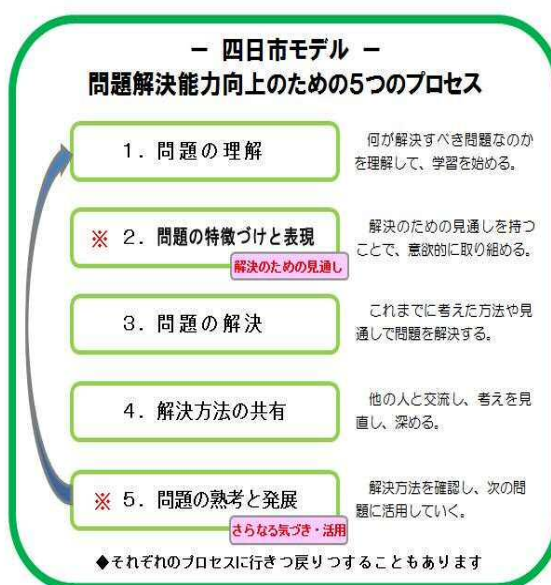 － 四日市モデル －
問題解決能力向上のための5つのプロセス
1．問題の理解
何が解決すべき問題なのか
を理解して、学習を始める。
※ 2．問題の特徴づけと表現
解決のための見通し
解決のための見通しを持つ
ことで、意欲的に取り組める。
3．問題の解決
これまでに考えた方法や見
通しで問題を解決する。
4．解決方法の共有
他の人と交流し、考えを見
直し、深める。
※ 5．問題の熟考と発展
さらなる気づき・活用
解決方法を確認し、次の問
題に活用していく。
◆それぞれのプロセスに行きつ戻りつすることもあります